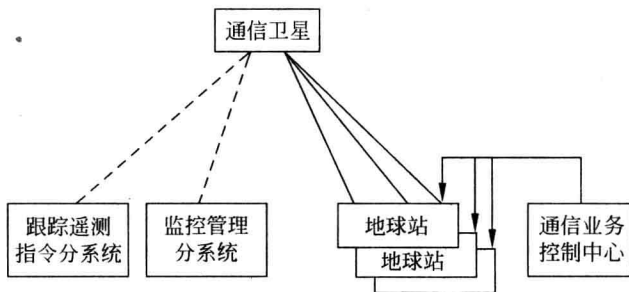 通信卫星
跟踪遥测
指令分系统
监控管理
分系统
地球站
地球站
通信业务
控制中心